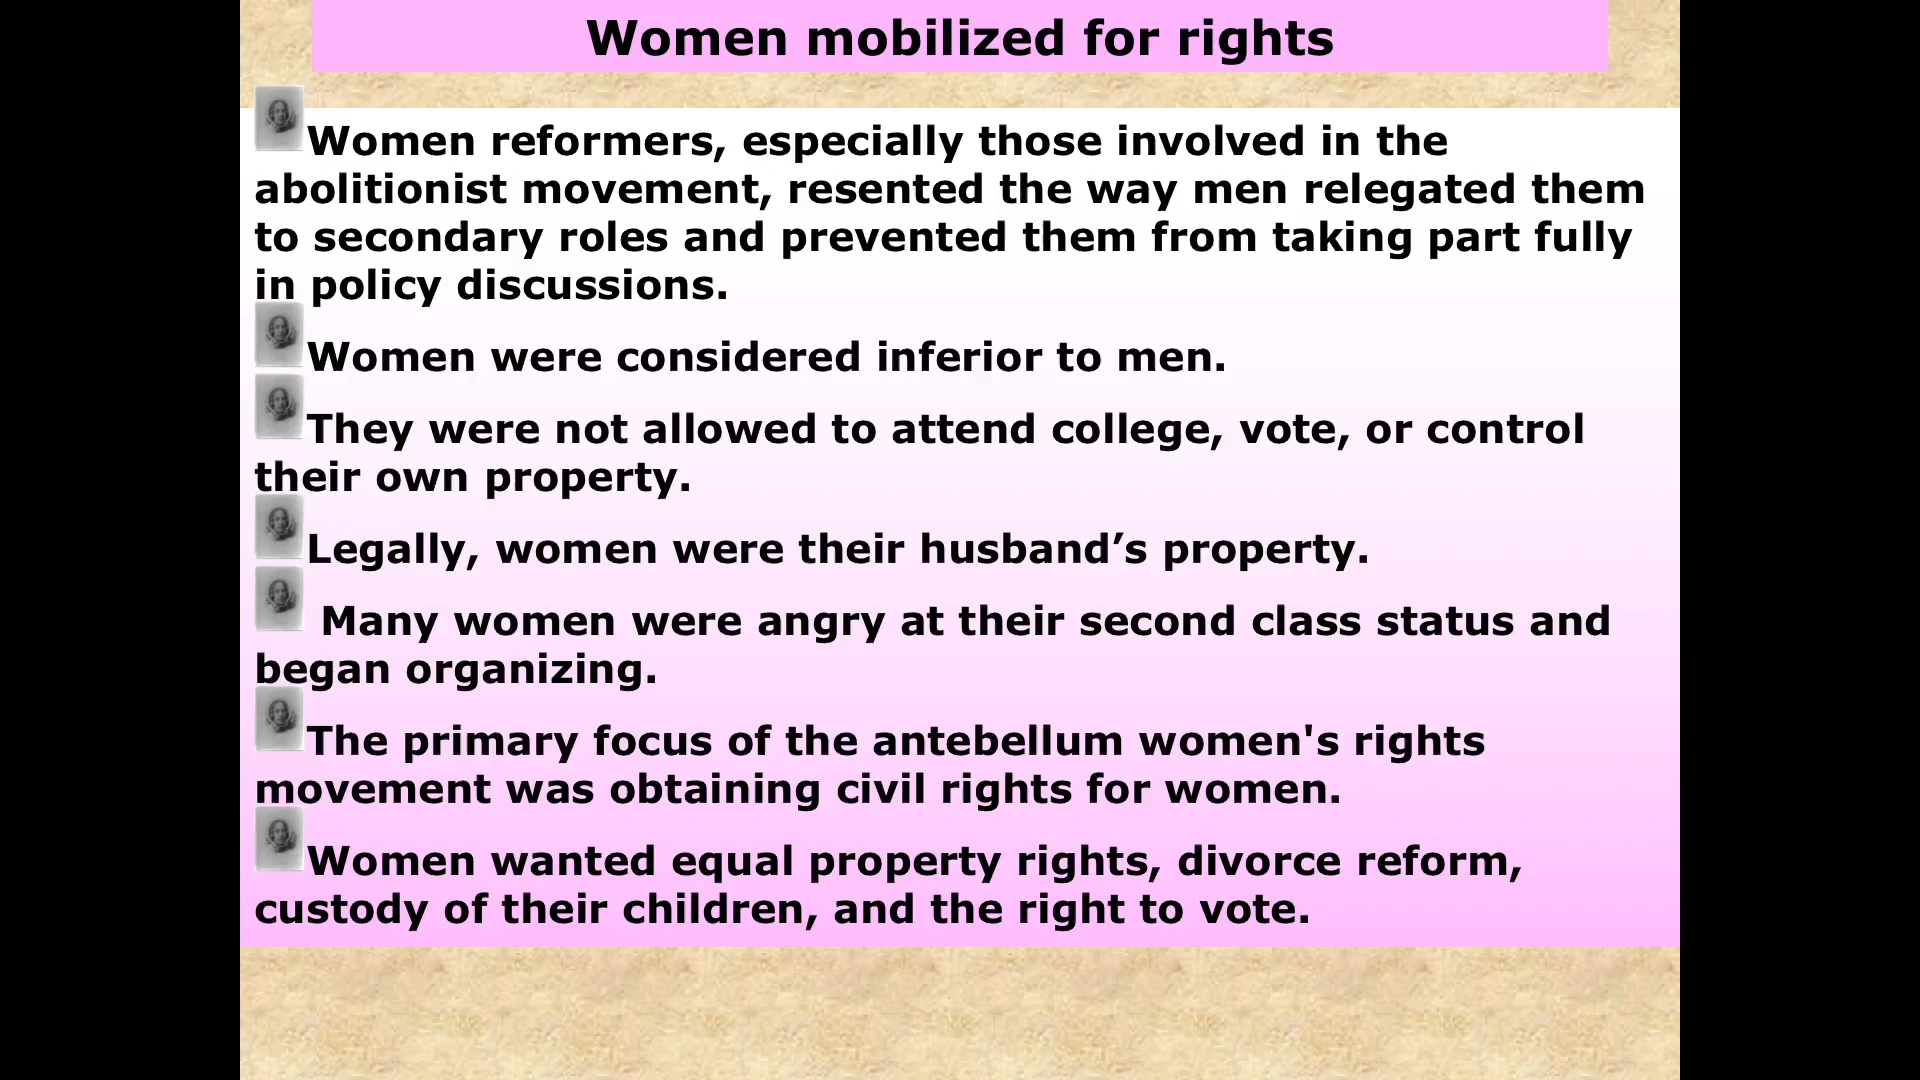 Women mobilized for rights
Women reformers, especially those involved in the
abolitionist movement, resented the way men relegated them
to secondary roles and prevented them from taking part fully
in policy discussions.
Women were considered inferior to men.
They were not allowed to attend college, vote, or control
their own property.
Legally, women were their husband’s property.
Many women were angry at their second class status and
began organizing.
The primary focus of the antebellum women's rights
movement was obtaining civil rights for women.
Women wanted equal property rights, divorce reform,
custody of their children, and the right to vote.